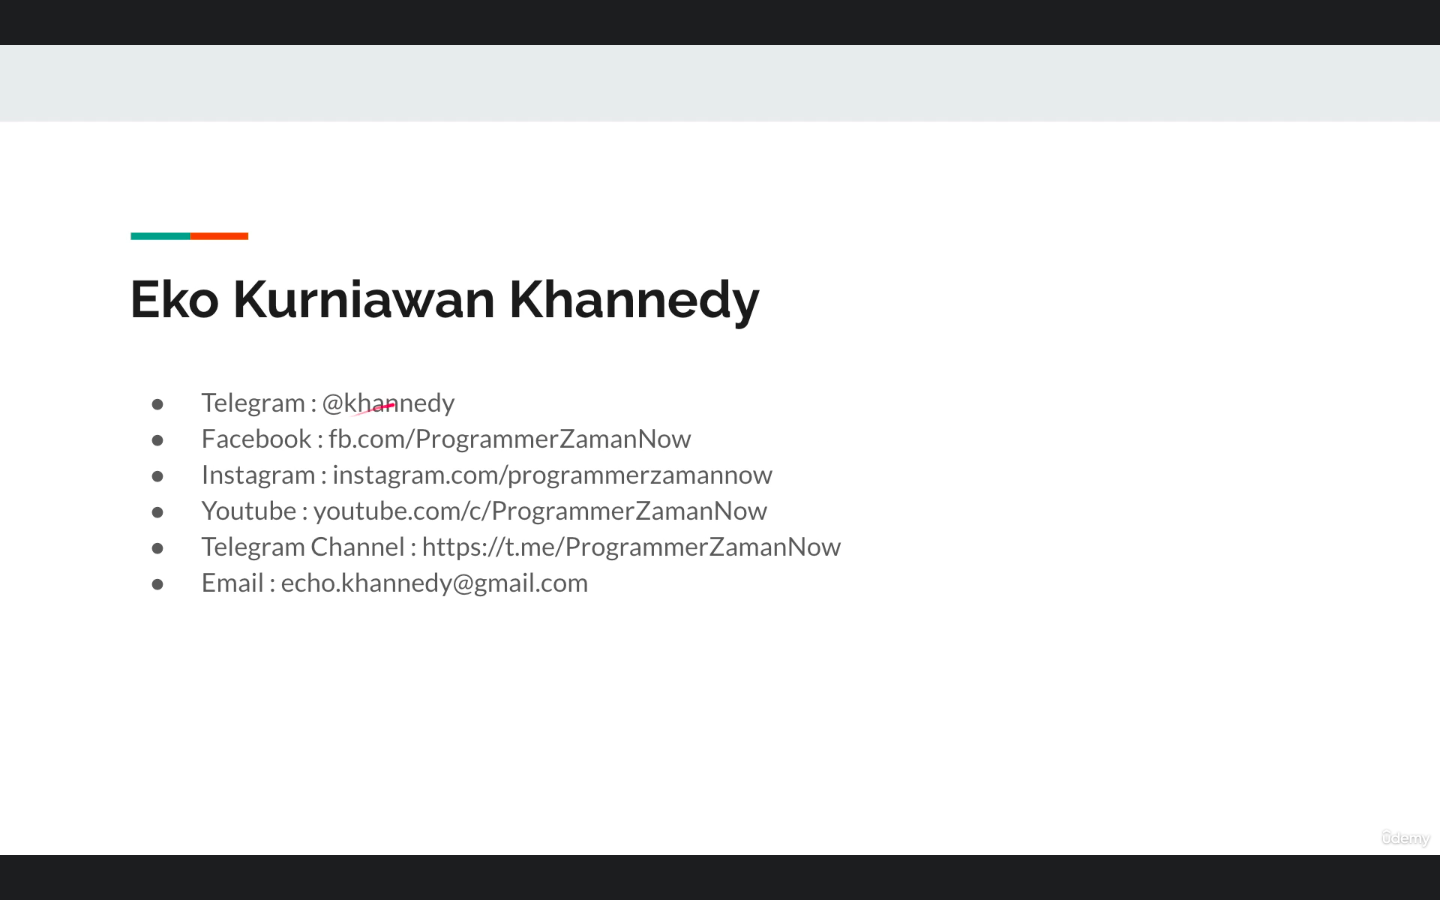 Eko Kurniawan Khannedy
● Telegram : @khannedy
● Facebook : fb.com/ProgrammerZamanNow
● Instagram : instagram.com/programmerzamannow
● Youtube : youtube.com/c/ProgrammerZamanNow
● Telegram Channel : https://t.me/ProgrammerZamanNow
● Email : echo.khannedy@gmail.com
ûdemy